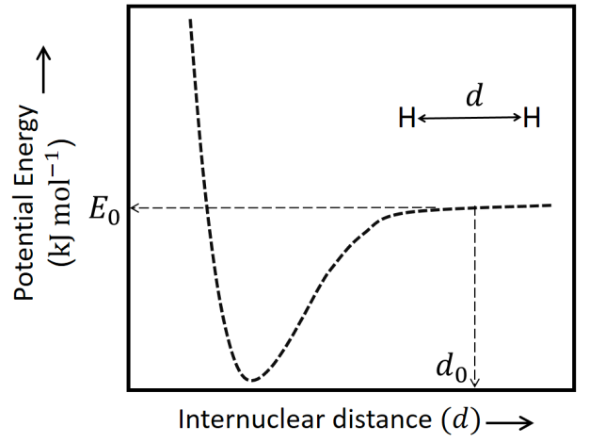 Potential Energy
(kJ mol⁻¹)
d
H H
E₀
d₀
Internuclear distance (d)